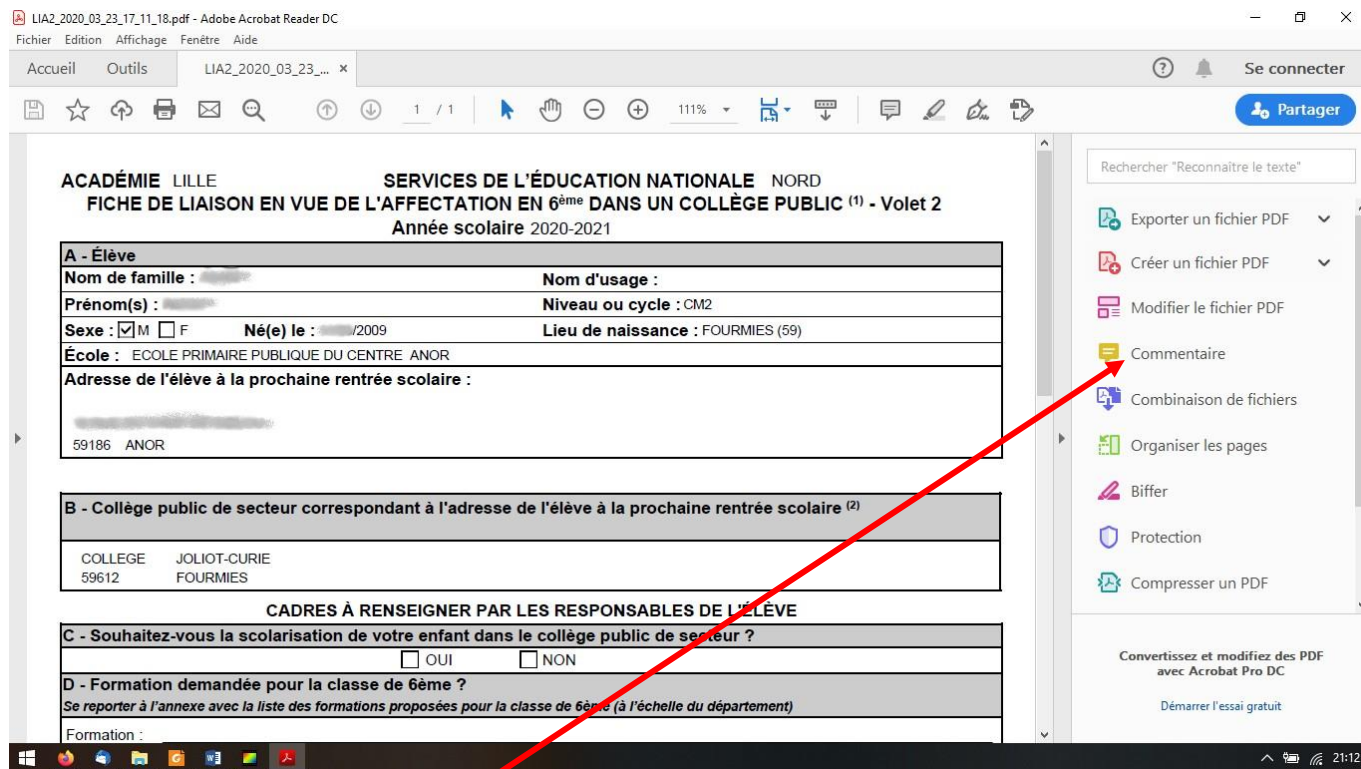 LIA2_2020_03_23_17_11_18.pdf - Adobe Acrobat Reader DC
Fichier Edition Affichage Fenêtre Aide
Accueil Outils LIA2_2020_03_23_... × Se connecter
1 / 1 111% Partager
Rechercher "Reconnaître le texte"
ACADÉMIE LILLE SERVICES DE L'ÉDUCATION NATIONALE NORD
FICHE DE LIAISON EN VUE DE L'AFFECTATION EN 6ème DANS UN COLLÈGE PUBLIC (1) - Volet 2
Année scolaire 2020-2021
A - Élève
Nom de famille : Nom d'usage :
Prénom(s) : Niveau ou cycle : CM2
Sexe : M F Né(e) le : /2009 Lieu de naissance : FOURMIES (59)
École : ECOLE PRIMAIRE PUBLIQUE DU CENTRE ANOR
Adresse de l'élève à la prochaine rentrée scolaire :
59186 ANOR
B - Collège public de secteur correspondant à l'adresse de l'élève à la prochaine rentrée scolaire (2)
COLLEGE JOLIOT-CURIE
59612 FOURMIES
CADRES À RENSEIGNER PAR LES RESPONSABLES DE L'ÉLÈVE
C - Souhaitez-vous la scolarisation de votre enfant dans le collège public de secteur ?
OUI NON
D - Formation demandée pour la classe de 6ème ?
Se reporter à l'annexe avec la liste des formations proposées pour la classe de 6ème (à l'échelle du département)
Formation :
Exporter un fichier PDF
Créer un fichier PDF
Modifier le fichier PDF
Commentaire
Combinaison de fichiers
Organiser les pages
Biffer
Protection
Compresser un PDF
Convertissez et modifiez des PDF
avec Acrobat Pro DC
Démarrer l'essai gratuit
21:12